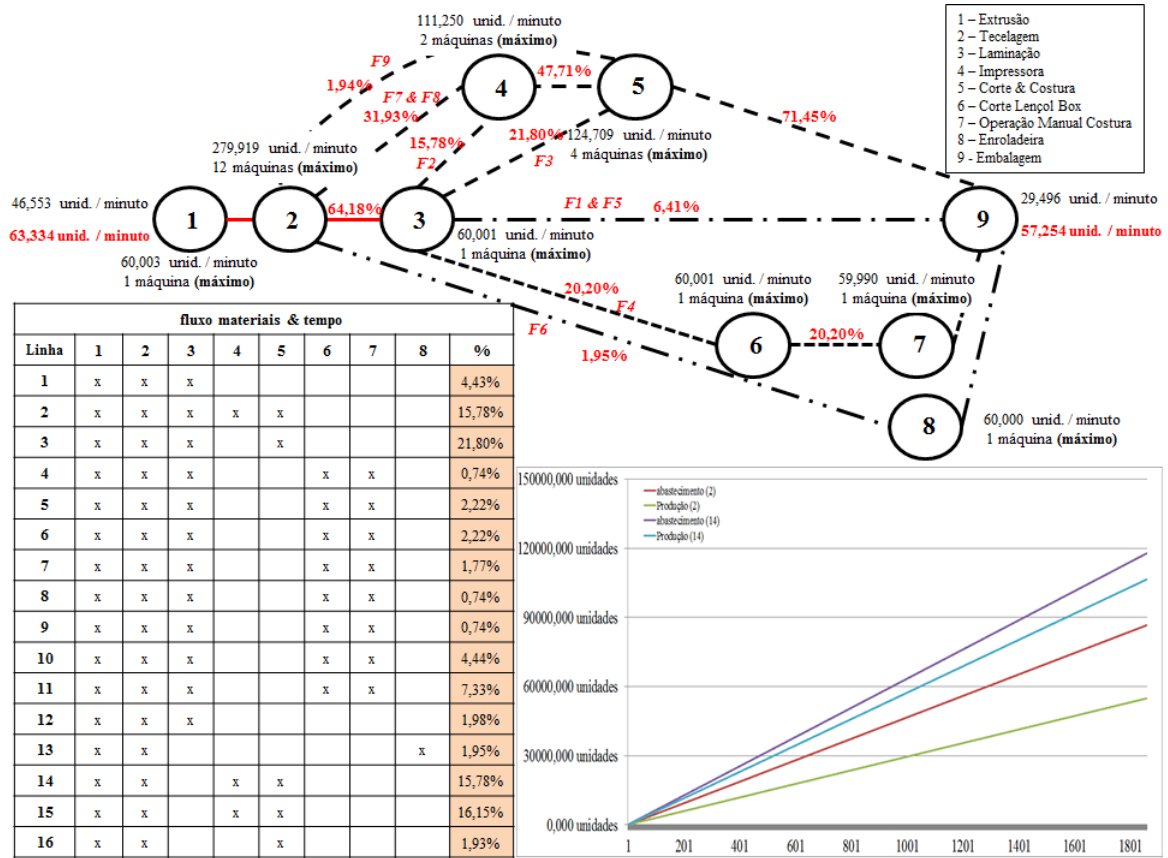 111,250 unid. / minuto
2 máquinas (máximo)
1 – Extrusão
2 – Tecelagem
3 – Laminação
4 – Impressora
5 – Corte & Costura
6 – Corte Lençol Box
7 – Operação Manual Costura
8 – Enroladeira
9 - Embalagem
F9
1,94%
4
47,71%
5
F7 & F8
31,93%
15,78%
F2
21,80%
F3
124,709 unid. / minuto
4 máquinas (máximo)
71,45%
279,919 unid. / minuto
12 máquinas (máximo)
46,553 unid. / minuto
63,334 unid. / minuto
1
2
64,18%
3
F1 & F5
6,41%
9
29,496 unid. / minuto
57,254 unid. / minuto
60,003 unid. / minuto
1 máquina (máximo)
60,001 unid. / minuto
1 máquina (máximo)
20,20%
F4
60,001 unid. / minuto
1 máquina (máximo)
59,990 unid. / minuto
1 máquina (máximo)
F6
1,95%
6
20,20%
7
8
60,000 unid. / minuto
1 máquina (máximo)
fluxo materiais & tempo
Linha 1 2 3 4 5 6 7 8 %
1 x x x 4,43%
2 x x x x x 15,78%
3 x x x x 21,80%
4 x x x x x 0,74%
5 x x x x x 2,22%
6 x x x x x 2,22%
7 x x x x x 1,77%
8 x x x x x 0,74%
9 x x x x x 0,74%
10 x x x x x 4,44%
11 x x x x x 7,33%
12 x x x 1,98%
13 x x x 1,95%
14 x x x x 15,78%
15 x x x x 16,15%
16 x x x 1,93%
150000,000 unidades
120000,000 unidades
90000,000 unidades
60000,000 unidades
30000,000 unidades
0,000 unidades
abastecimento (2)
Produção (2)
abastecimento (14)
Produção (14)
1 201 401 601 801 1001 1201 1401 1601 1801